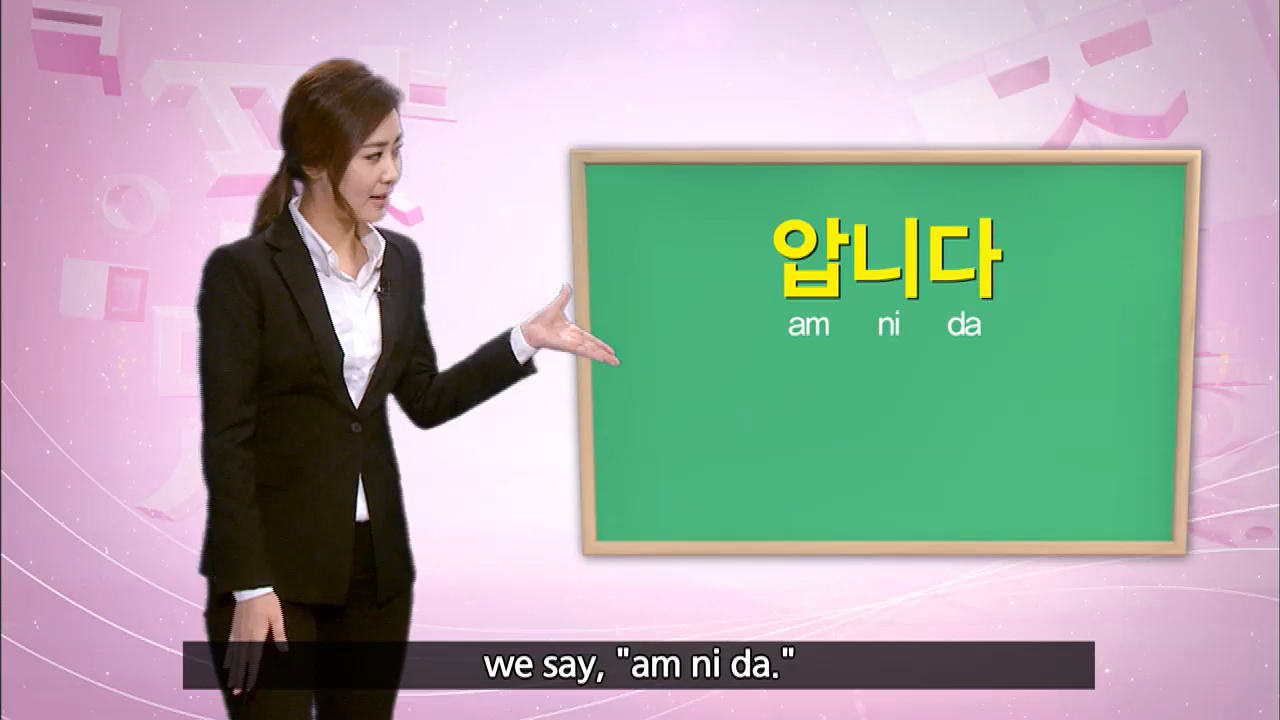 압니다
am ni da
we say, "am ni da."